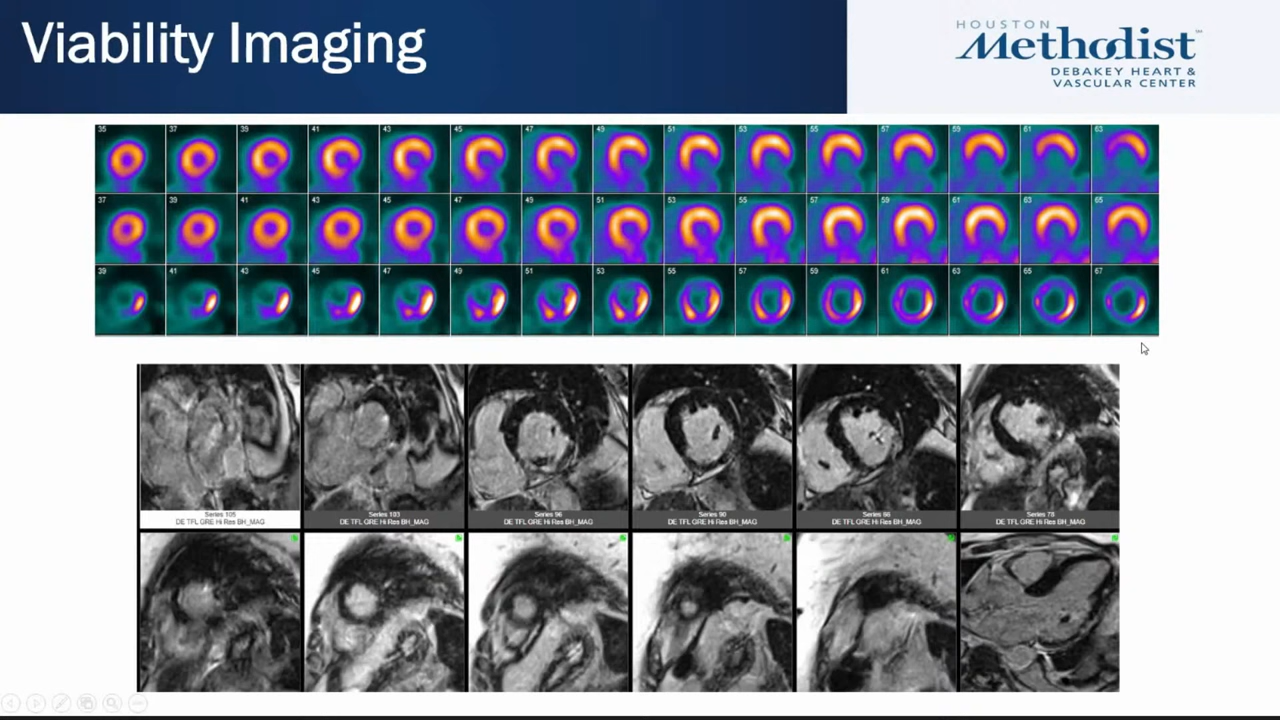 Viability Imaging
HOUSTON
Methodist
DEBAKEY HEART &
VASCULAR CENTER
35 37 39 41 43 45 47 49 51 53 55 57 59 61 63
37 39 41 43 45 47 49 51 53 55 57 59 61 63 65
39 41 43 45 47 49 51 53 55 57 59 61 63 65 67
Series 105 Series 103 Series 96 Series 90 Series 86 Series 78
DE TFL GRE Hi Res BH_MAG DE TFL GRE Hi Res BH_MAG DE TFL GRE Hi Res BH_MAG DE TFL GRE Hi Res BH_MAG DE TFL GRE Hi Res BH_MAG DE TFL GRE Hi Res BH_MAG